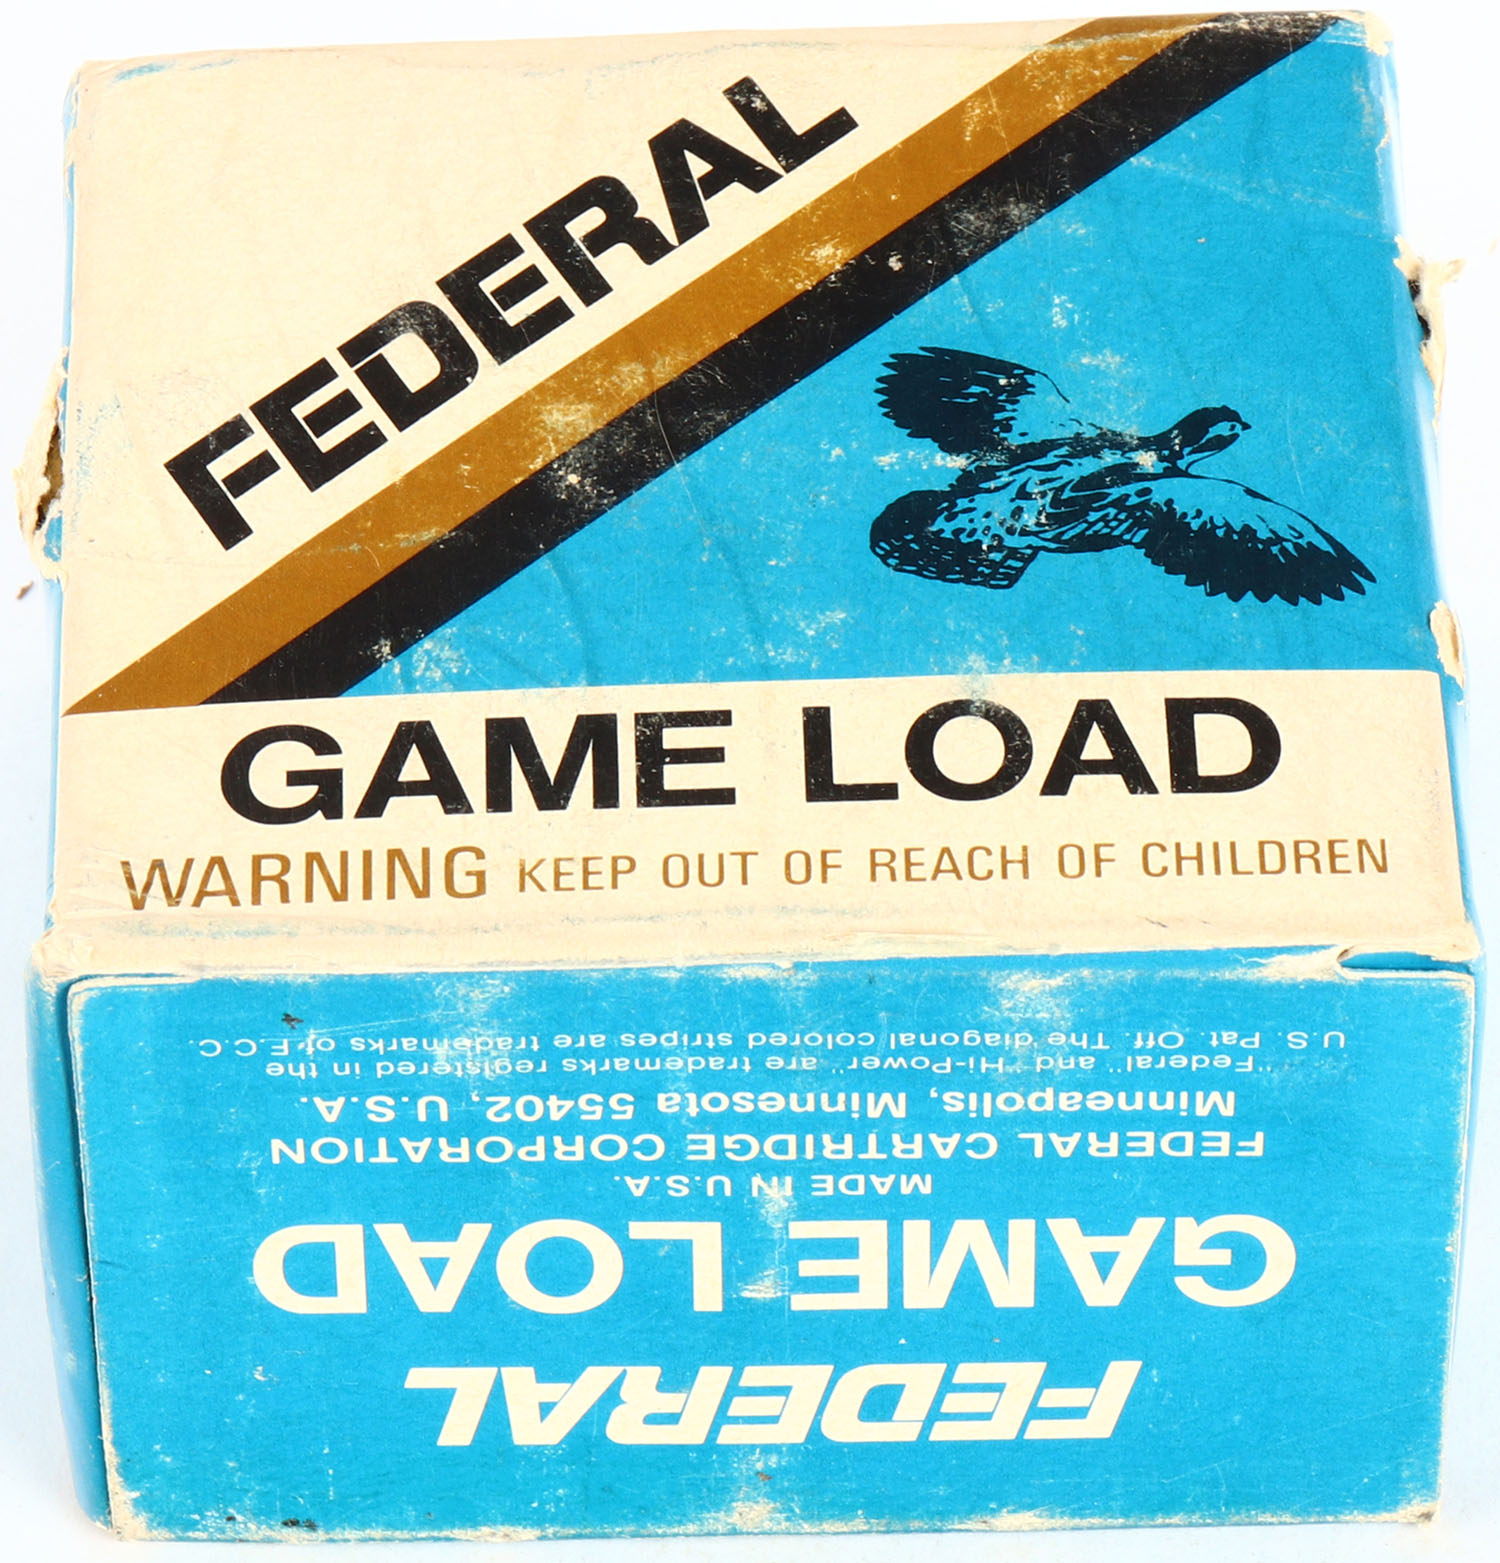 FEDERAL
GAME LOAD
WARNING KEEP OUT OF REACH OF CHILDREN
FEDERAL
GAME LOAD
MADE IN U.S.A.
FEDERAL CARTRIDGE CORPORATION
Minneapolis, Minnesota 55402, U.S.A.
"Federal" and "Hi-Power" are trademarks registered in the
U.S. Pat. Off. The diagonal colored stripes are trademarks of F.C.C.